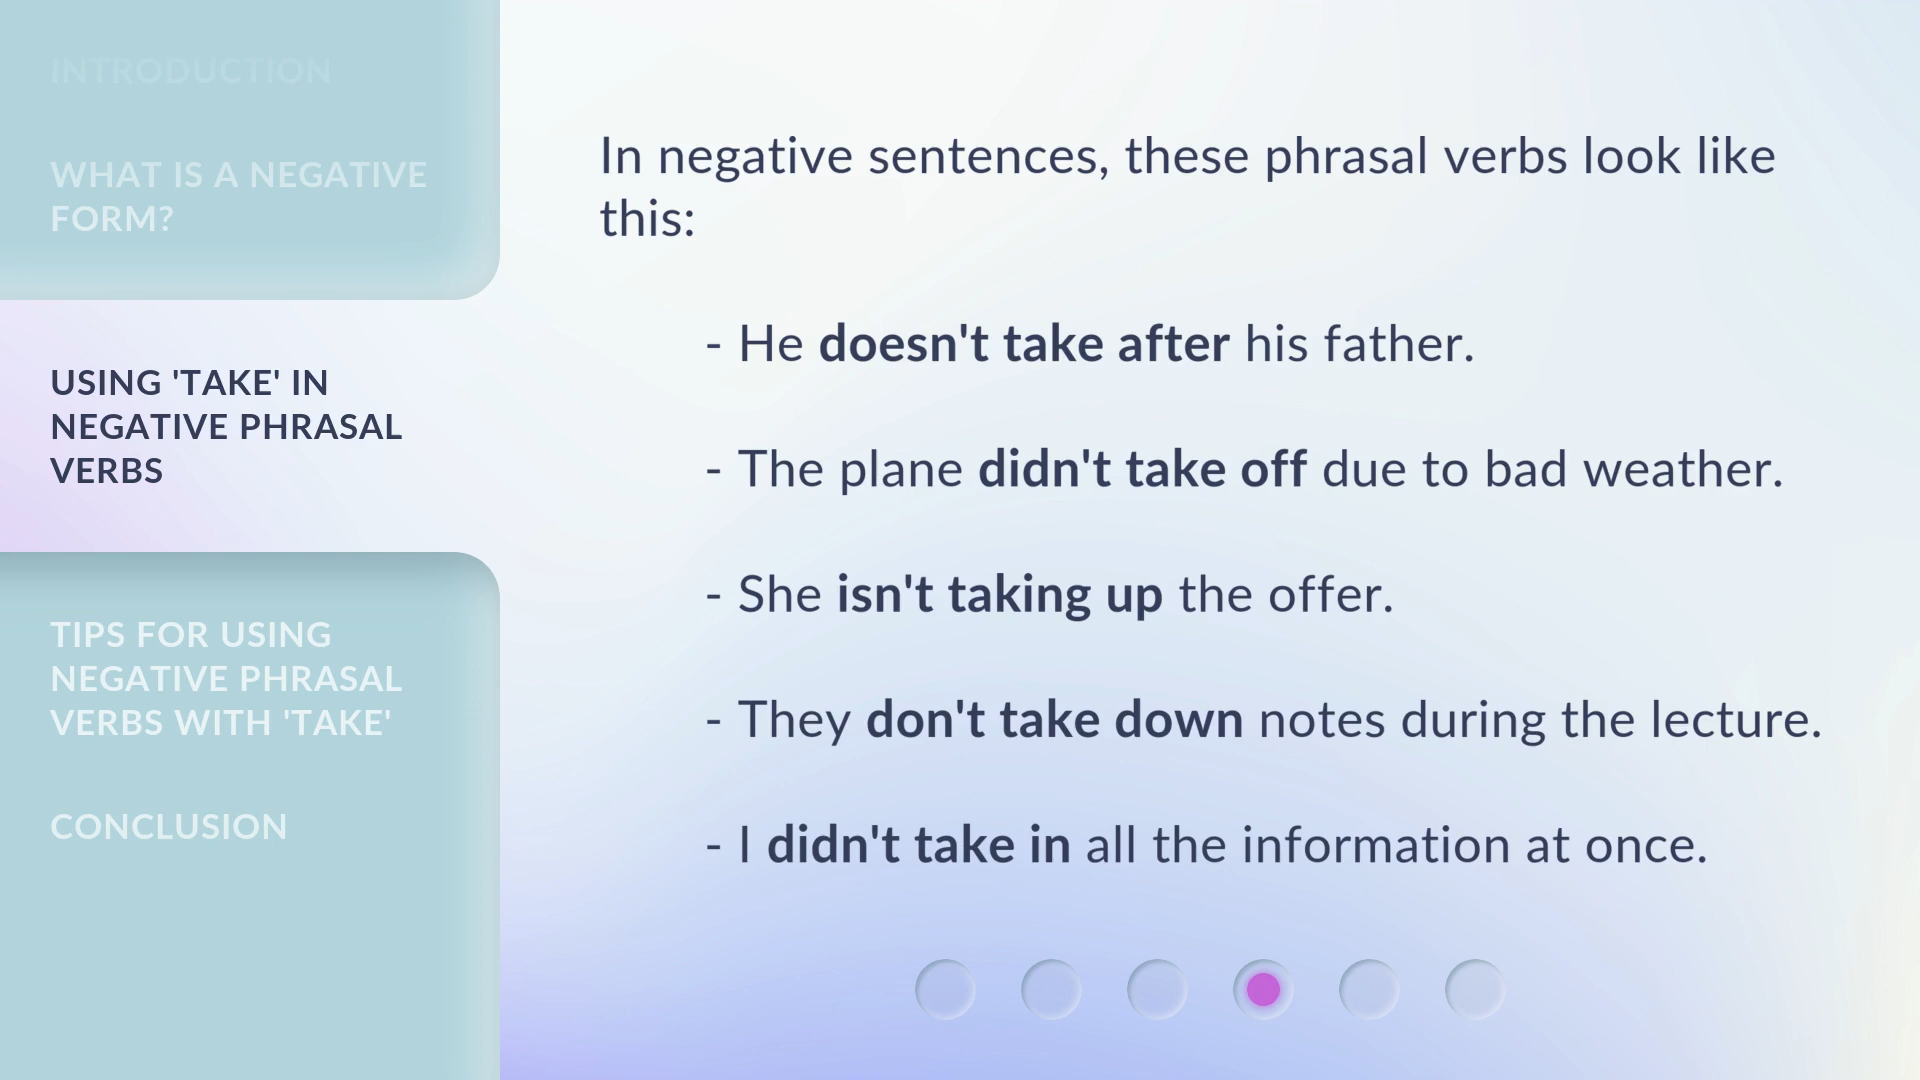 INTRODUCTION
WHAT IS A NEGATIVE
FORM?
USING 'TAKE' IN
NEGATIVE PHRASAL
VERBS
TIPS FOR USING
NEGATIVE PHRASAL
VERBS WITH 'TAKE'
CONCLUSION
In negative sentences, these phrasal verbs look like
this:
- He doesn't take after his father.
- The plane didn't take off due to bad weather.
- She isn't taking up the offer.
- They don't take down notes during the lecture.
- I didn't take in all the information at once.